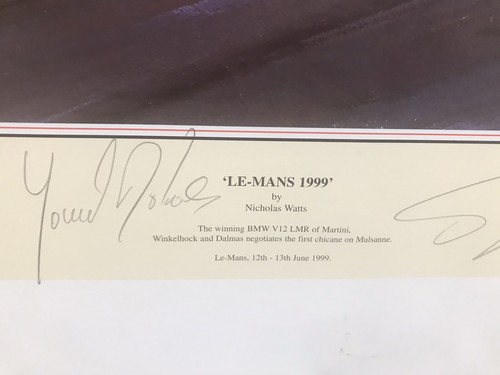 'LE-MANS 1999'
by
Nicholas Watts
The winning BMW V12 LMR of Martini,
Winkelhock and Dalmas negotiates the first chicane on Mulsanne.
Le-Mans, 12th - 13th June 1999.